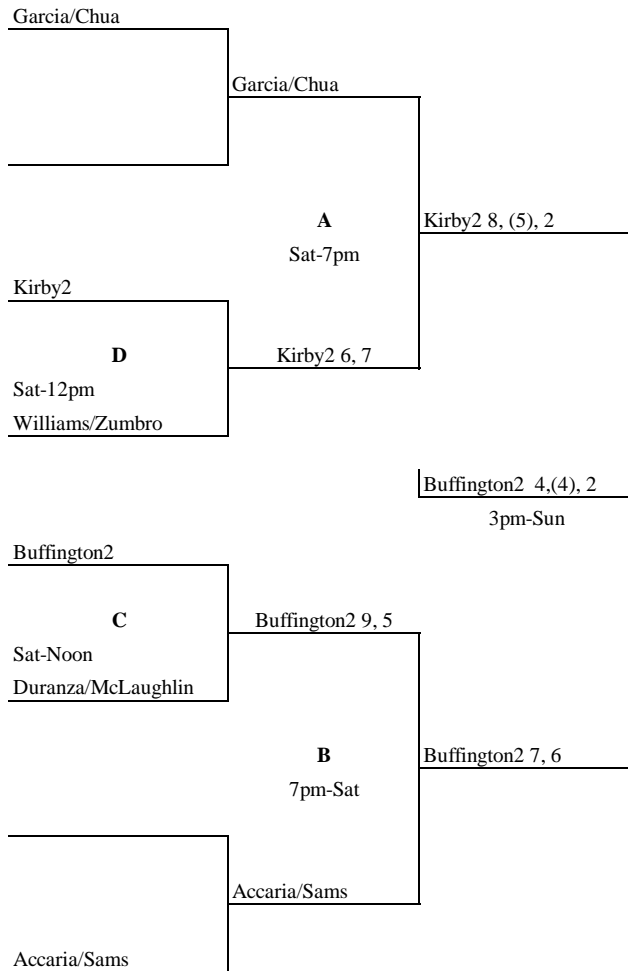 Garcia/Chua
Garcia/Chua
A
Kirby2 8, (5), 2
Sat-7pm
Kirby2
D
Kirby2 6, 7
Sat-12pm
Williams/Zumbro
Buffington2 4,(4), 2
3pm-Sun
Buffington2
C
Buffington2 9, 5
Sat-Noon
Duranza/McLaughlin
B
Buffington2 7, 6
7pm-Sat
Accaria/Sams
Accaria/Sams